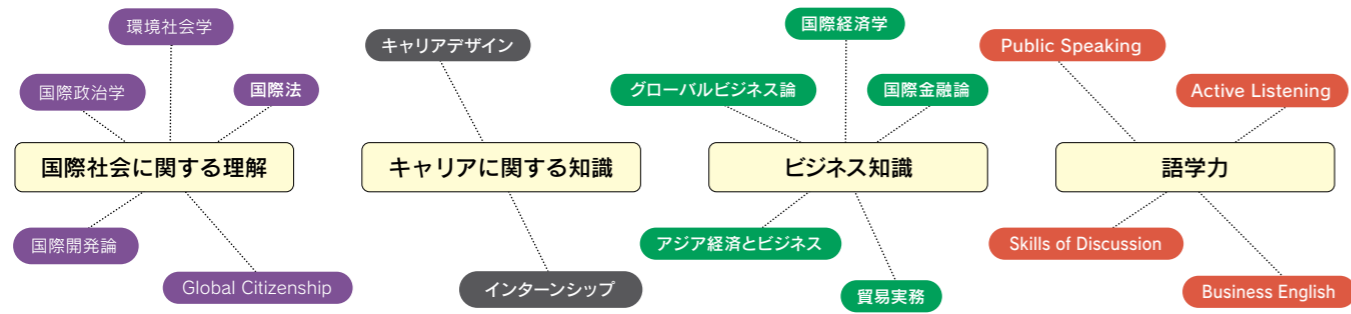 環境社会学
国際政治学
国際法
国際社会に関する理解
国際開発論
Global Citizenship
キャリアデザイン
キャリアに関する知識
インターンシップ
国際経済学
グローバルビジネス論
国際金融論
ビジネス知識
アジア経済とビジネス
貿易実務
Public Speaking
Active Listening
語学力
Skills of Discussion
Business English